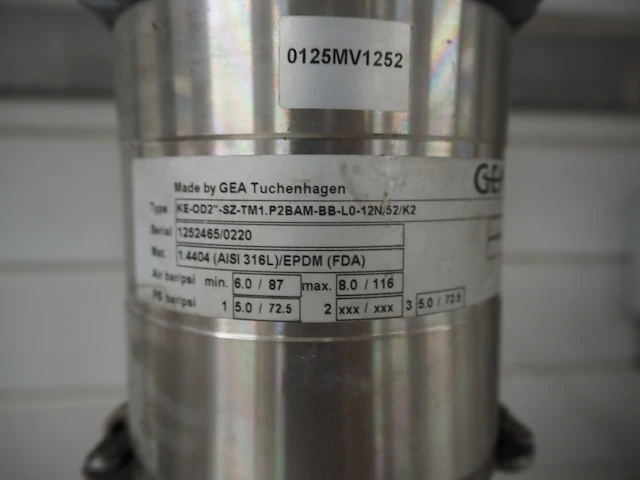 0125MV1252
GEA
Made by GEA Tuchenhagen
Type KE-OD2"-SZ-TM1.P2BAM-BB-L0-12N/52/K2
Serial 1252465/0220
Mat. 1.4404 (AISI 316L)/EPDM (FDA)
Air bar/psi min. 6.0 / 87 max. 8.0 / 116
PS bar/psi 1 5.0 / 72.5 2 xxx / xxx 3 5.0 / 72.5